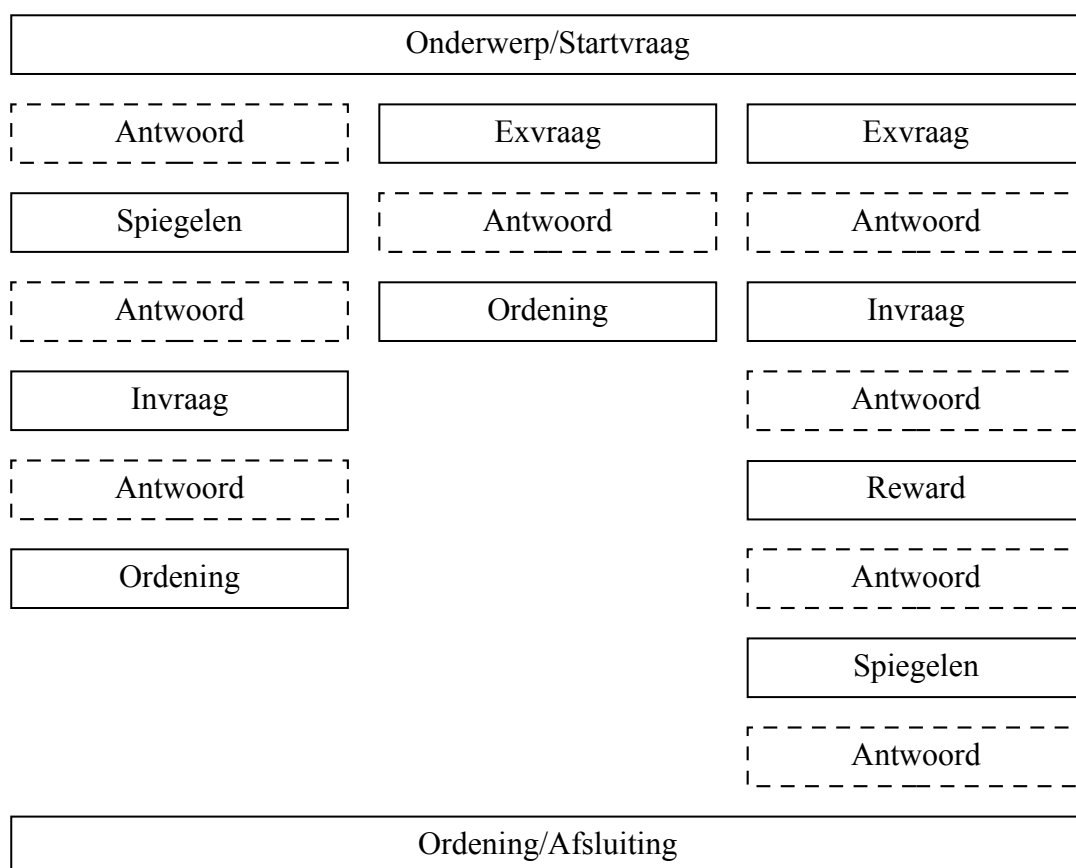 Onderwerp/Startvraag
Antwoord
Spiegelen
Antwoord
Invraag
Antwoord
Ordening
Exvraag
Antwoord
Ordening
Exvraag
Antwoord
Invraag
Antwoord
Reward
Antwoord
Spiegelen
Antwoord
Ordening/Afsluiting